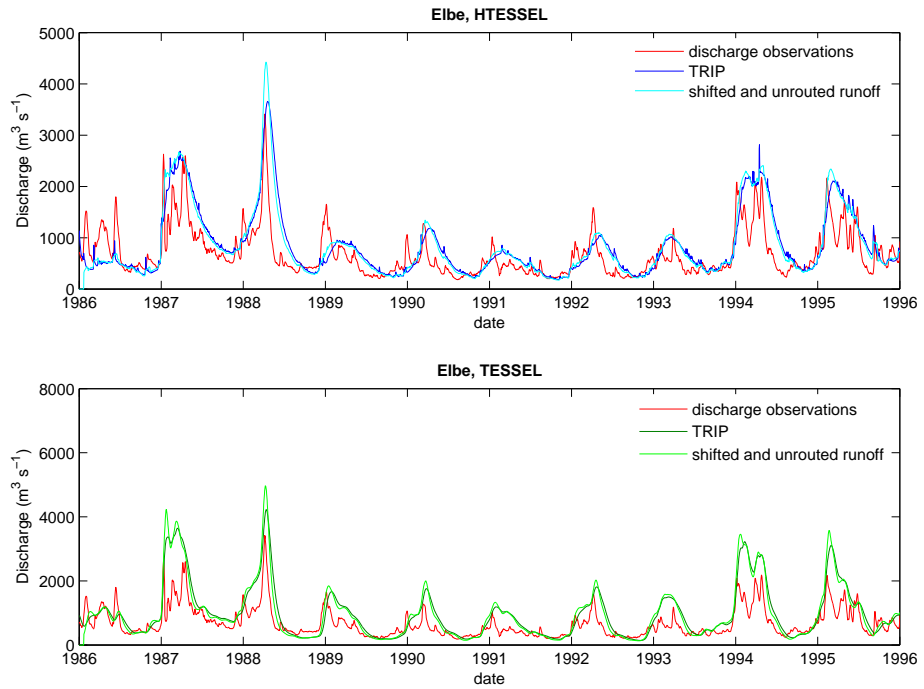 Elbe, HTESSEL
5000
4000
3000
2000
1000
0
Discharge (m³ s⁻¹)
discharge observations
TRIP
shifted and unrouted runoff
1986 1987 1988 1989 1990 1991 1992 1993 1994 1995 1996
date
Elbe, TESSEL
8000
6000
4000
2000
0
Discharge (m³ s⁻¹)
discharge observations
TRIP
shifted and unrouted runoff
1986 1987 1988 1989 1990 1991 1992 1993 1994 1995 1996
date